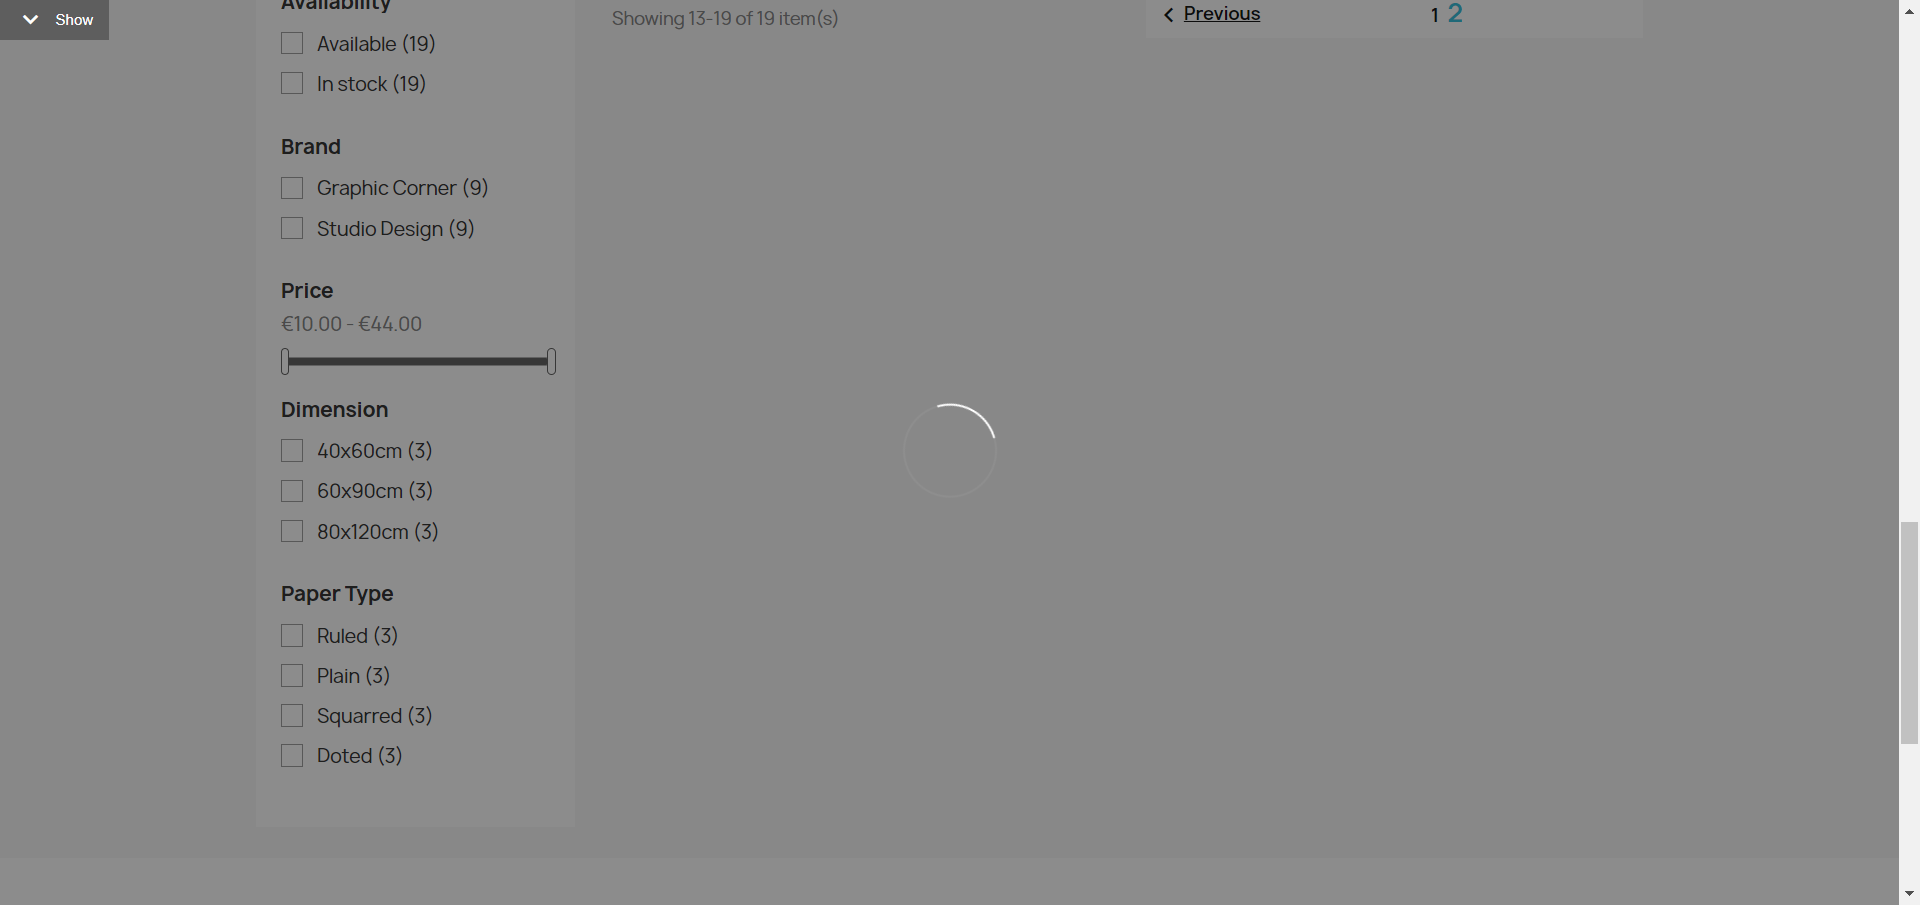 Show
Availability
Available (19)
In stock (19)
Brand
Graphic Corner (9)
Studio Design (9)
Price
€10.00 - €44.00
Dimension
40x60cm (3)
60x90cm (3)
80x120cm (3)
Paper Type
Ruled (3)
Plain (3)
Squarred (3)
Doted (3)
Showing 13-19 of 19 item(s)
Previous 1 2